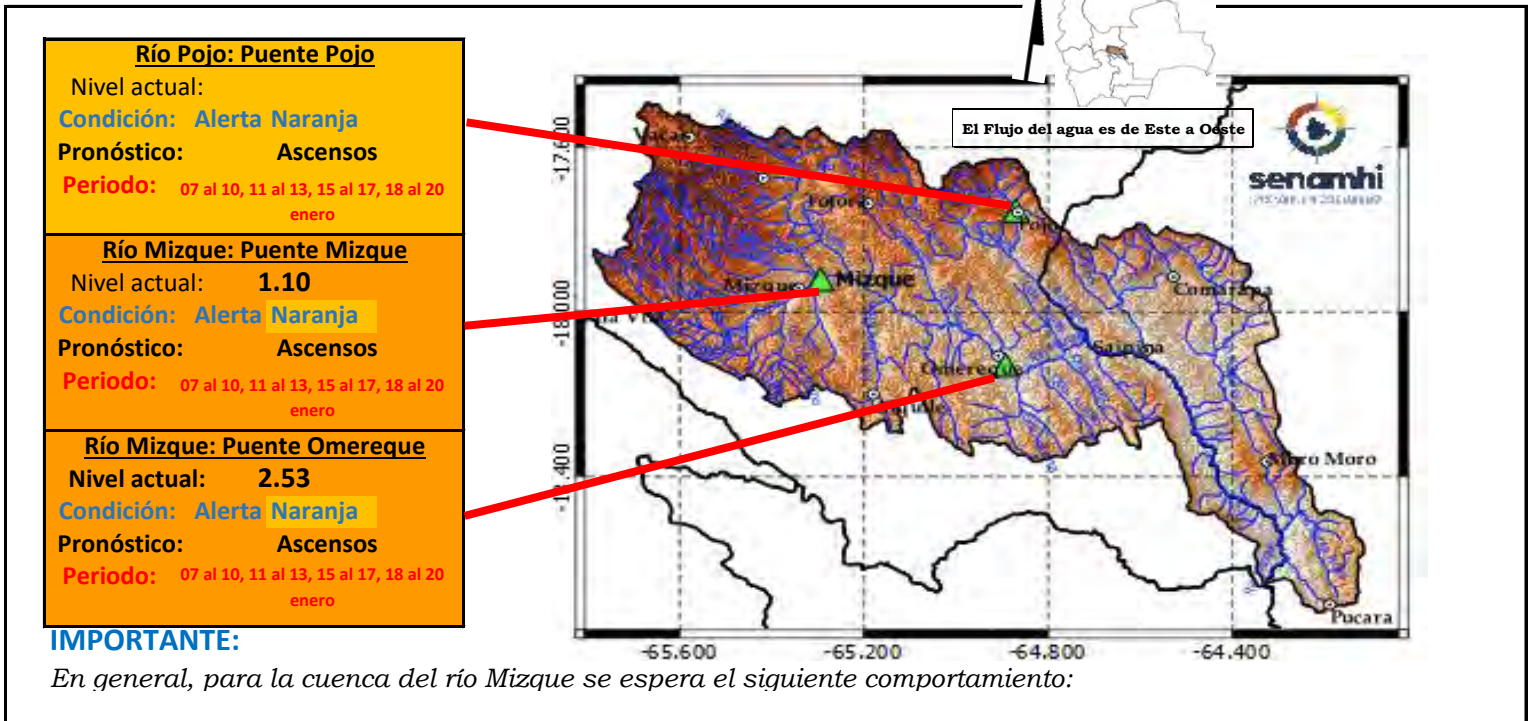 Río Pojo: Puente Pojo
Nivel actual:
Condición: Alerta Naranja
Pronóstico: Ascensos
Periodo: 07 al 10, 11 al 13, 15 al 17, 18 al 20
enero
Río Mizque: Puente Mizque
Nivel actual: 1.10
Condición: Alerta Naranja
Pronóstico: Ascensos
Periodo: 07 al 10, 11 al 13, 15 al 17, 18 al 20
enero
Río Mizque: Puente Omereque
Nivel actual: 2.53
Condición: Alerta Naranja
Pronóstico: Ascensos
Periodo: 07 al 10, 11 al 13, 15 al 17, 18 al 20
enero
El Flujo del agua es de Este a Oeste
senamhi
-17.600
-18.000
Vacas
Totora
Pojo
Mizque
Mizque
Comarapa
Saipina
Omereque
Moro Moro
Pucara
-65.600
-65.200
-64.800
-64.400
IMPORTANTE:
En general, para la cuenca del río Mizque se espera el siguiente comportamiento: